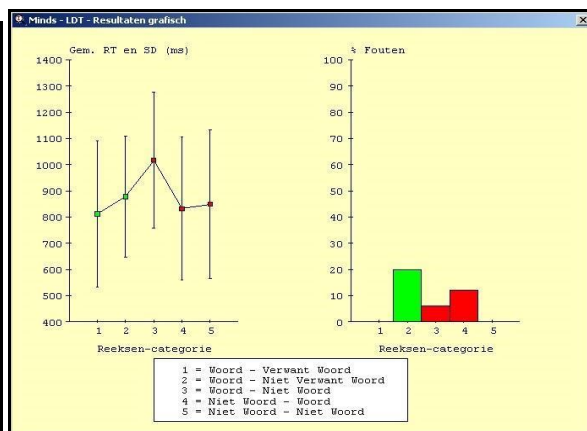 Minds - LDT - Resultaten grafisch
Gem. RT en SD (ms)
1400
1300
1200
1100
1000
900
800
700
600
500
400
1 2 3 4 5
Reeksen-categorie
% Fouten
100
90
80
70
60
50
40
30
20
10
0
1 2 3 4 5
Reeksen-categorie
1 = Woord - Verwant Woord
2 = Woord - Niet Verwant Woord
3 = Woord - Niet Woord
4 = Niet Woord - Woord
5 = Niet Woord - Niet Woord